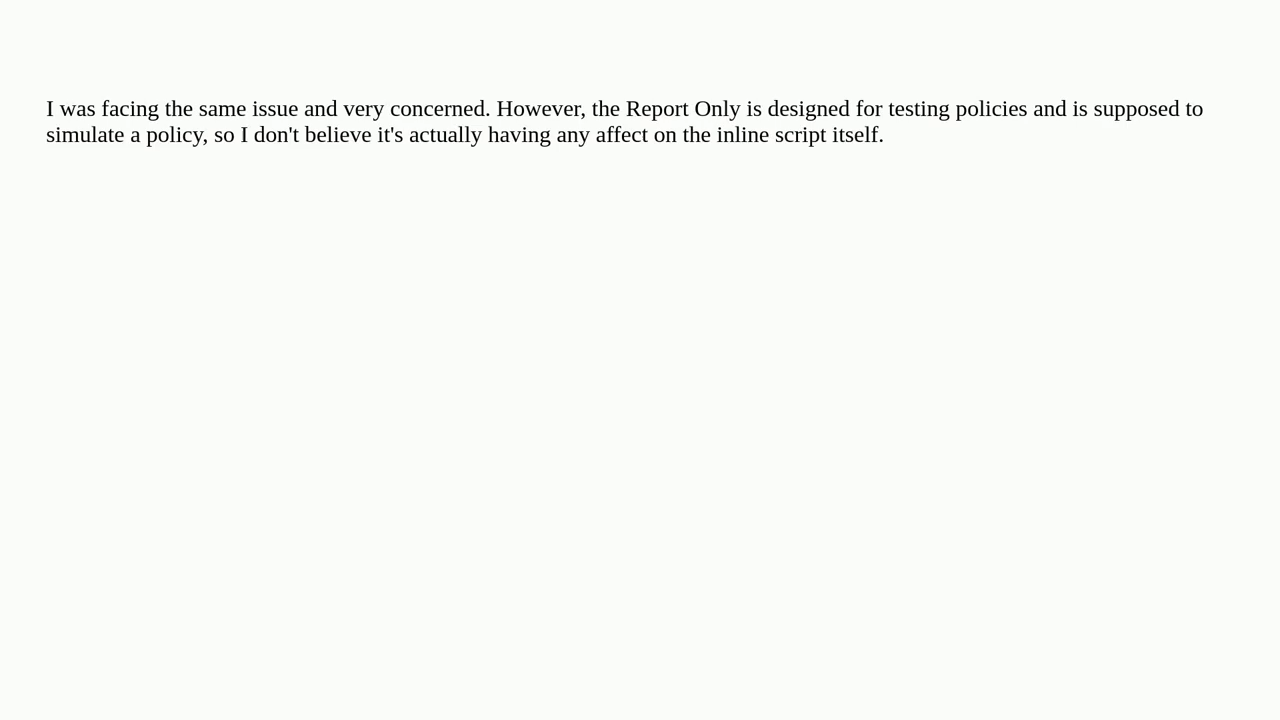 I was facing the same issue and very concerned. However, the Report Only is designed for testing policies and is supposed to
simulate a policy, so I don't believe it's actually having any affect on the inline script itself.